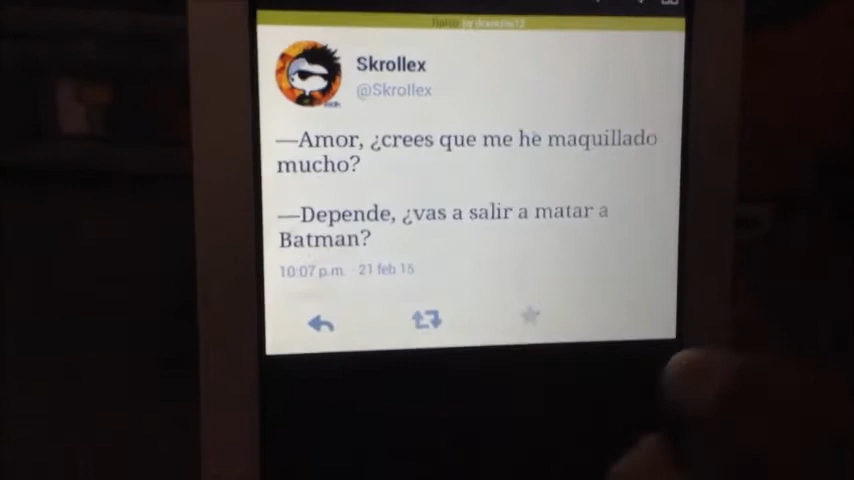 Skrollex
@Skrollex
—Amor, ¿crees que me he maquillado
mucho?
—Depende, ¿vas a salir a matar a
Batman?
10:07 p.m. · 21 feb 15